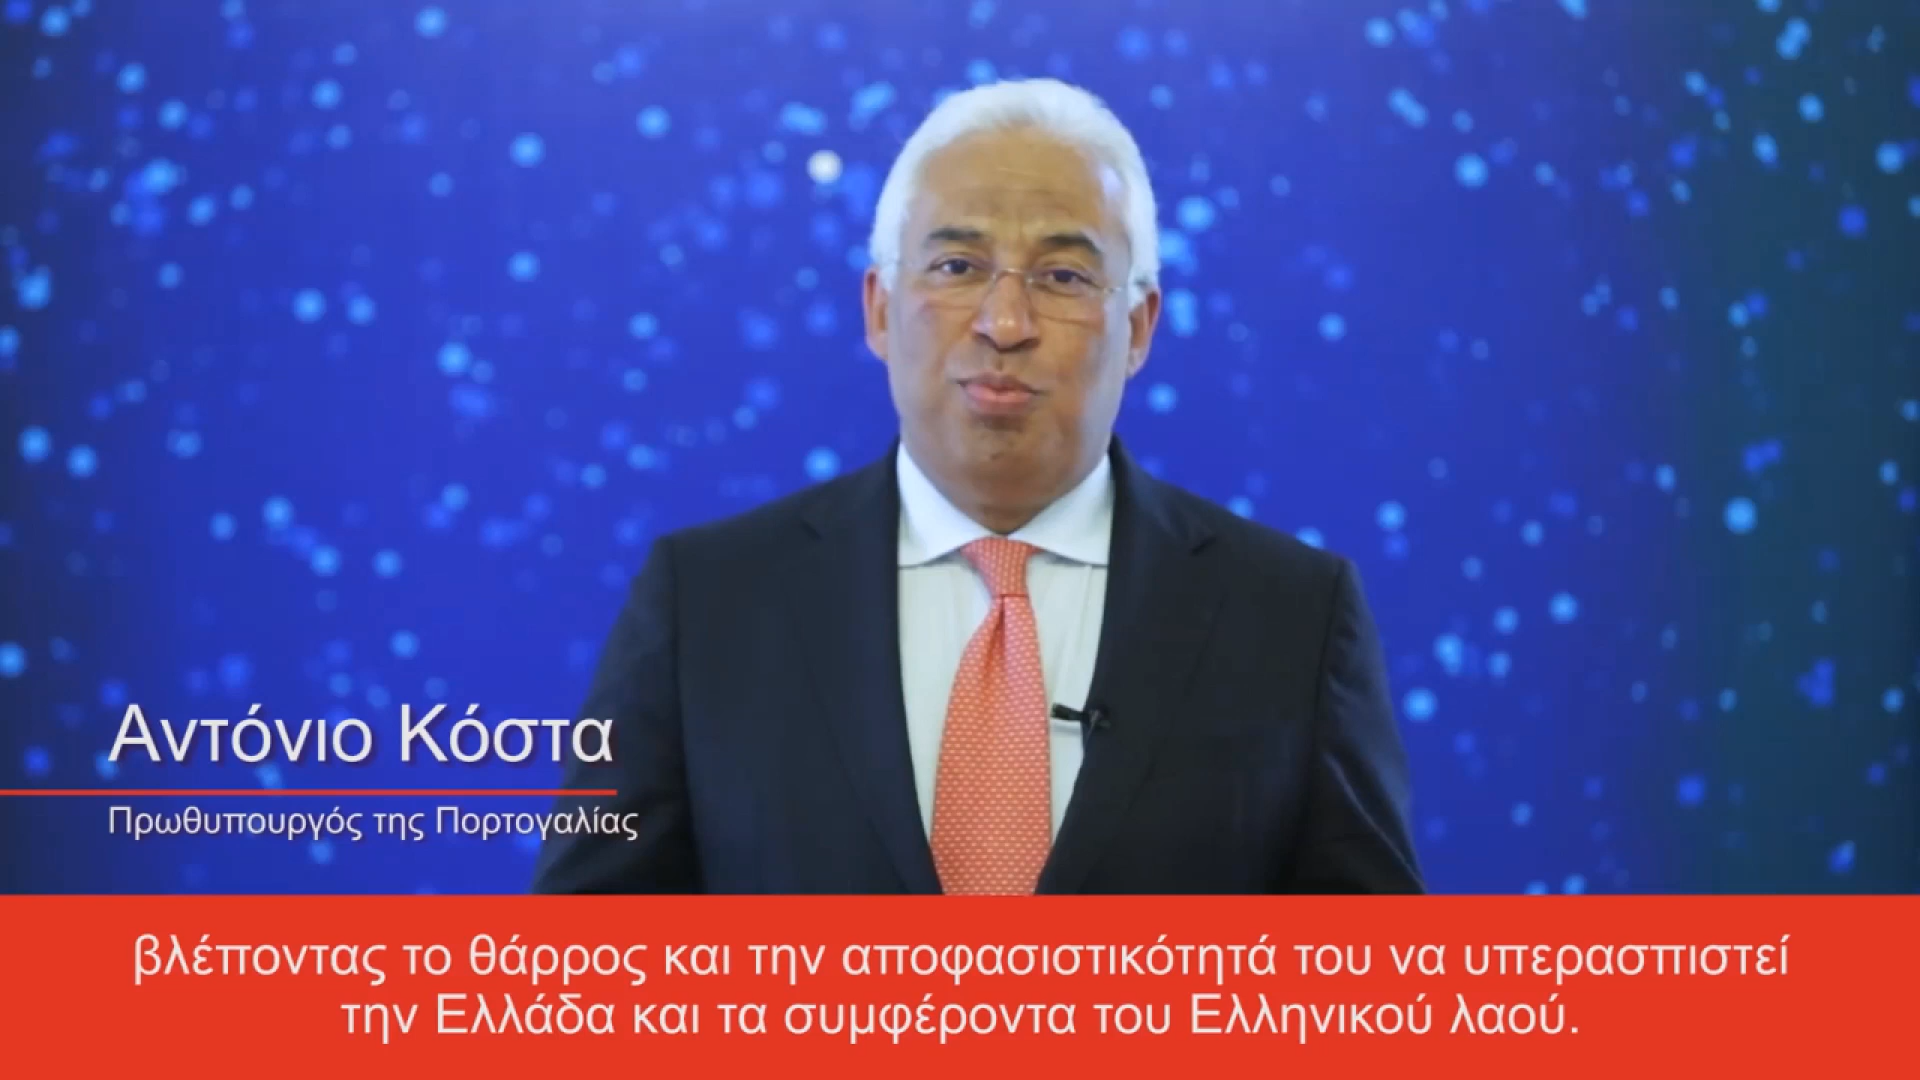 Αντόνιο Κόστα
Πρωθυπουργός της Πορτογαλίας
βλέποντας το θάρρος και την αποφασιστικότητά του να υπερασπιστεί
την Ελλάδα και τα συμφέροντα του Ελληνικού λαού.